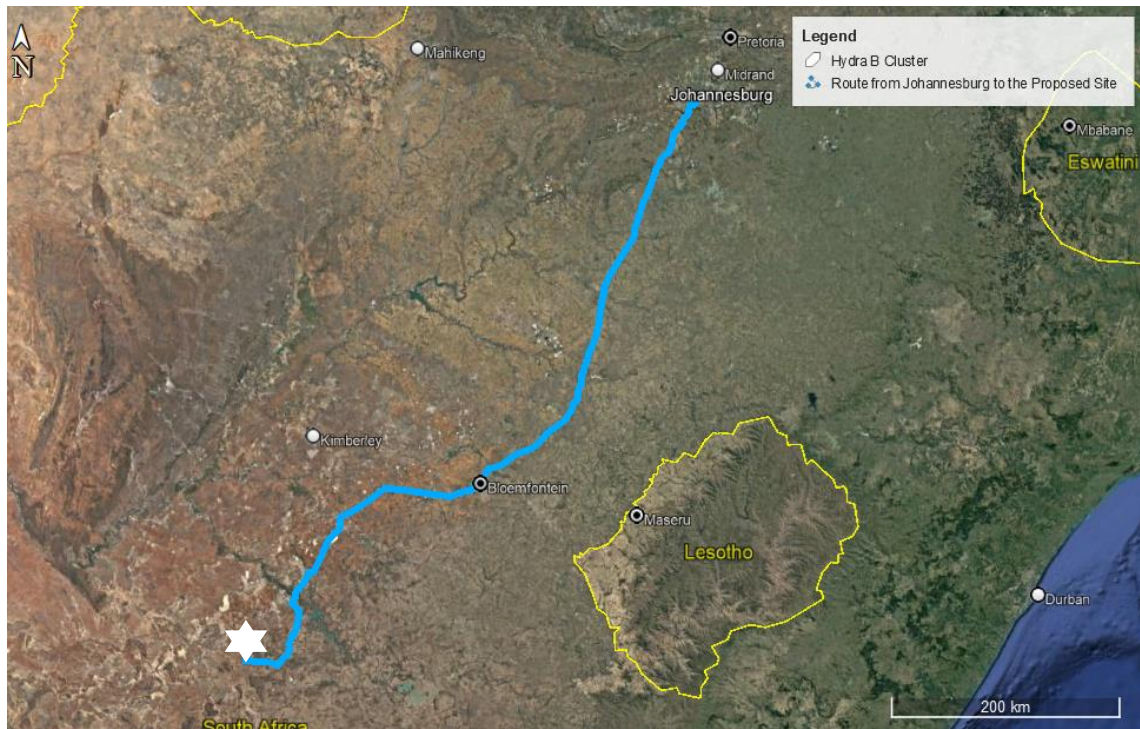 N
Mahikeng
Pretoria
Midrand
Johannesburg
Legend
Hydra B Cluster
Route from Johannesburg to the Proposed Site
Mbabane
Eswatini
Kimberley
Bloemfontein
Maseru
Lesotho
Durban
South Africa
200 km